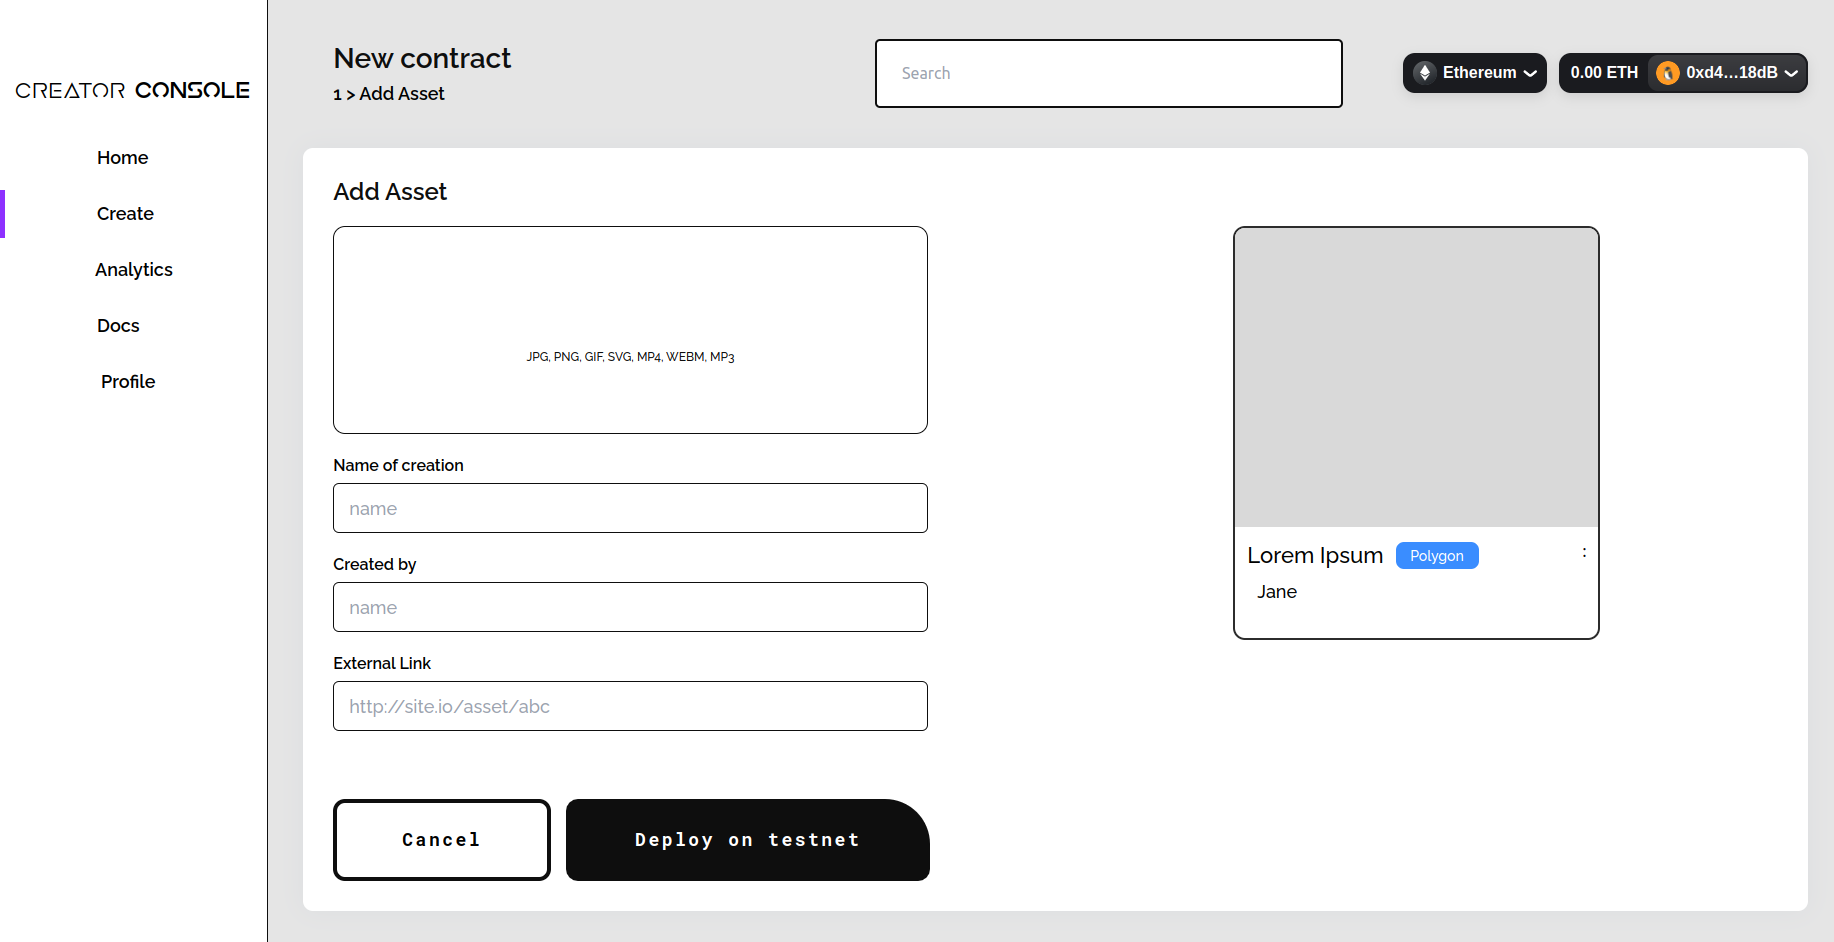 CREATOR CONSOLE
Home
Create
Analytics
Docs
Profile
New contract
1 > Add Asset
Search
Ethereum
0.00 ETH
0xd4...18dB
Add Asset
JPG, PNG, GIF, SVG, MP4, WEBM, MP3
Name of creation
name
Created by
name
External Link
http://site.io/asset/abc
Cancel
Deploy on testnet
Lorem Ipsum
Polygon
:
Jane